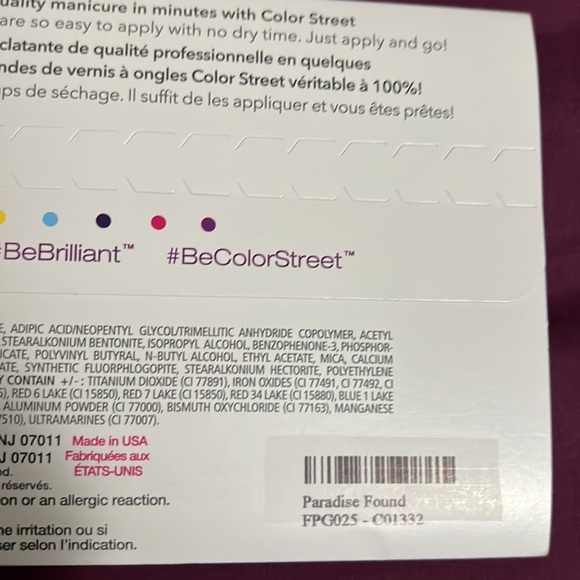 uality manicure in minutes with Color Street
are so easy to apply with no dry time. Just apply and go!
clatante de qualité professionnelle en quelques
ndes de vernis à ongles Color Street véritable à 100%!
ps de séchage. Il suffit de les appliquer et vous êtes prêtes!
#BeBrilliant™ #BeColorStreet™
E, ADIPIC ACID/NEOPENTYL GLYCOL/TRIMELLITIC ANHYDRIDE COPOLYMER, ACETYL
STEARALKONIUM BENTONITE, ISOPROPYL ALCOHOL, BENZOPHENONE-3, PHOSPHOR-
ICATE, POLYVINYL BUTYRAL, N-BUTYL ALCOHOL, ETHYL ACETATE, MICA, CALCIUM
ATE, SYNTHETIC FLUORPHLOGOPITE, STEARALKONIUM HECTORITE, POLYETHYLENE
Y CONTAIN +/- : TITANIUM DIOXIDE (CI 77891), IRON OXIDES (CI 77491, CI 77492, CI
), RED 6 LAKE (CI 15850), RED 7 LAKE (CI 15850), RED 34 LAKE (CI 15880), BLUE 1 LAKE
ALUMINUM POWDER (CI 77000), BISMUTH OXYCHLORIDE (CI 77163), MANGANESE
7510), ULTRAMARINES (CI 77007).
NJ 07011 Made in USA
J 07011 Fabriquées aux
ed. ÉTATS-UNIS
réservés.
on or an allergic reaction.
ne irritation ou si
ser selon l'indication.
Paradise Found
FPG025 - C01332